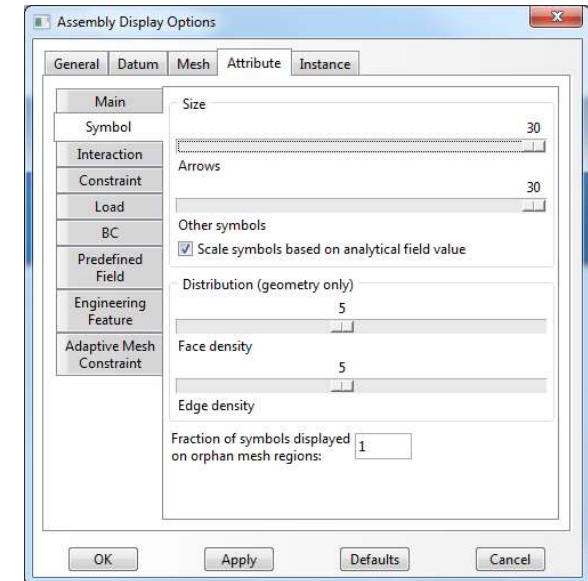 Assembly Display Options
General Datum Mesh Attribute Instance
Main
Symbol
Interaction
Constraint
Load
BC
Predefined
Field
Engineering
Feature
Adaptive Mesh
Constraint
Size
30
Arrows
30
Other symbols
Scale symbols based on analytical field value
Distribution (geometry only)
5
Face density
5
Edge density
Fraction of symbols displayed
on orphan mesh regions:
1
OK Apply Defaults Cancel